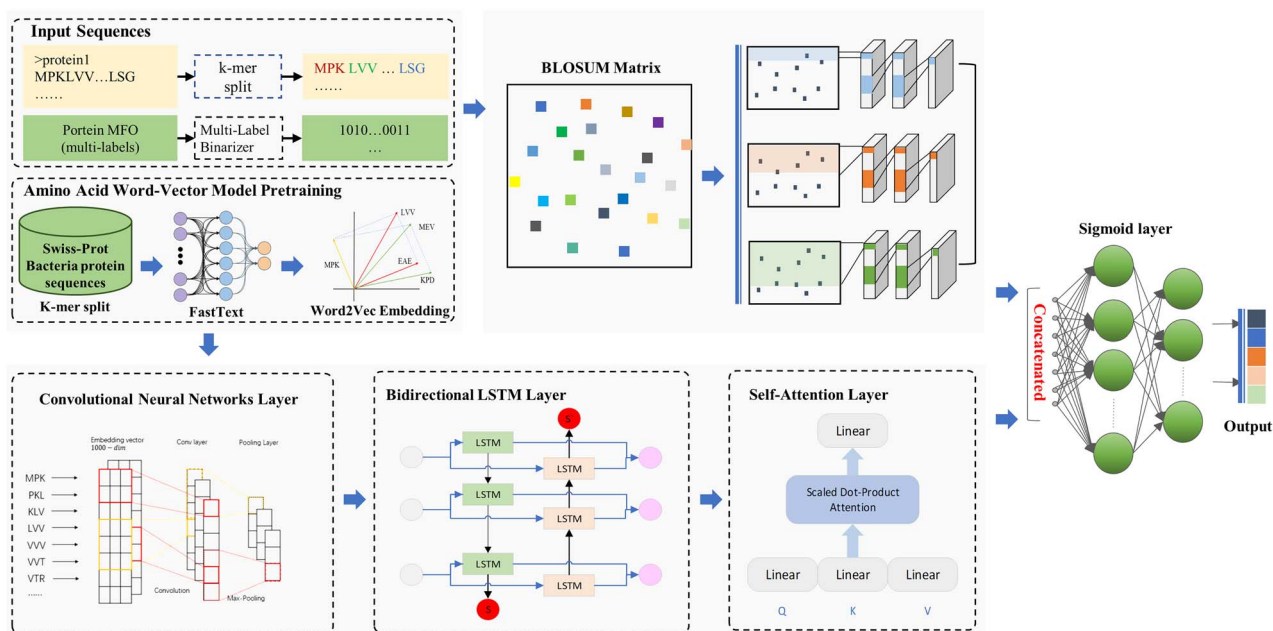 Input Sequences
>protein1
MPKLVV...LSG
......
k-mer
split
MPK LVV ... LSG
......
Portein MFO
(multi-labels)
Multi-Label
Binarizer
1010...0011
...
Amino Acid Word-Vector Model Pretraining
Swiss-Prot
Bacteria protein
sequences
K-mer split
FastText
LVV
MEV
MPK
EAE
KPD
Word2Vec Embedding
BLOSUM Matrix
Convolutional Neural Networks Layer
Embedding vector
1000 - dim
Conv layer
Pooling Layer
MPK
PKL
KLV
LVV
VVV
VVT
VTR
......
Convolution
Max-Pooling
Bidirectional LSTM Layer
S'
LSTM
LSTM
LSTM
LSTM
LSTM
LSTM
S
Self-Attention Layer
Linear
Scaled Dot-Product
Attention
Linear
Linear
Linear
Q
K
V
Concatenated
Sigmoid layer
Output